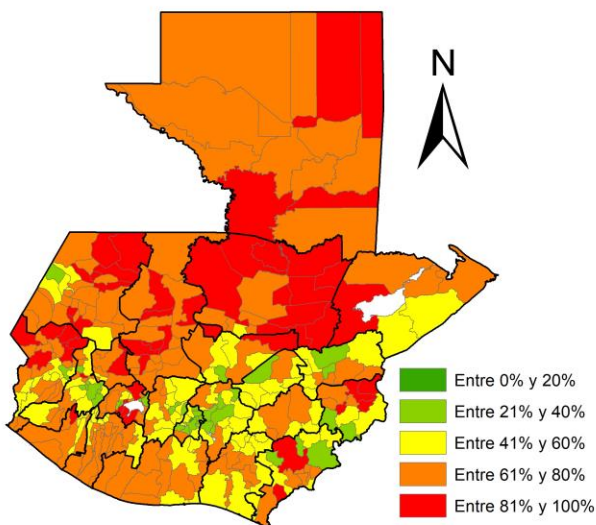 N
Entre 0% y 20%
Entre 21% y 40%
Entre 41% y 60%
Entre 61% y 80%
Entre 81% y 100%